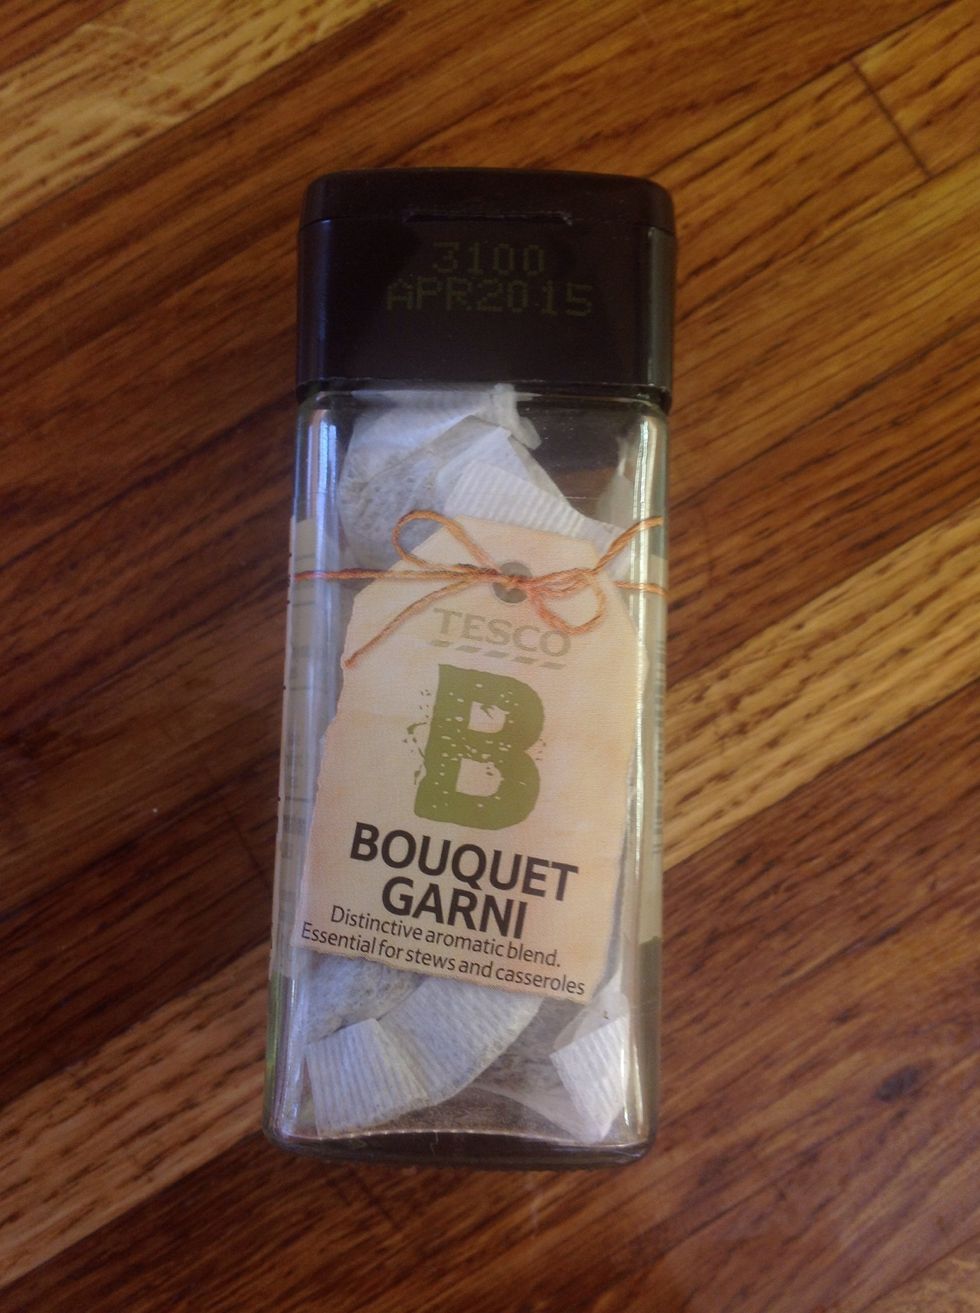 3100
APR2015
TESCO
B
BOUQUET
GARNI
Distinctive aromatic blend.
Essential for stews and casseroles